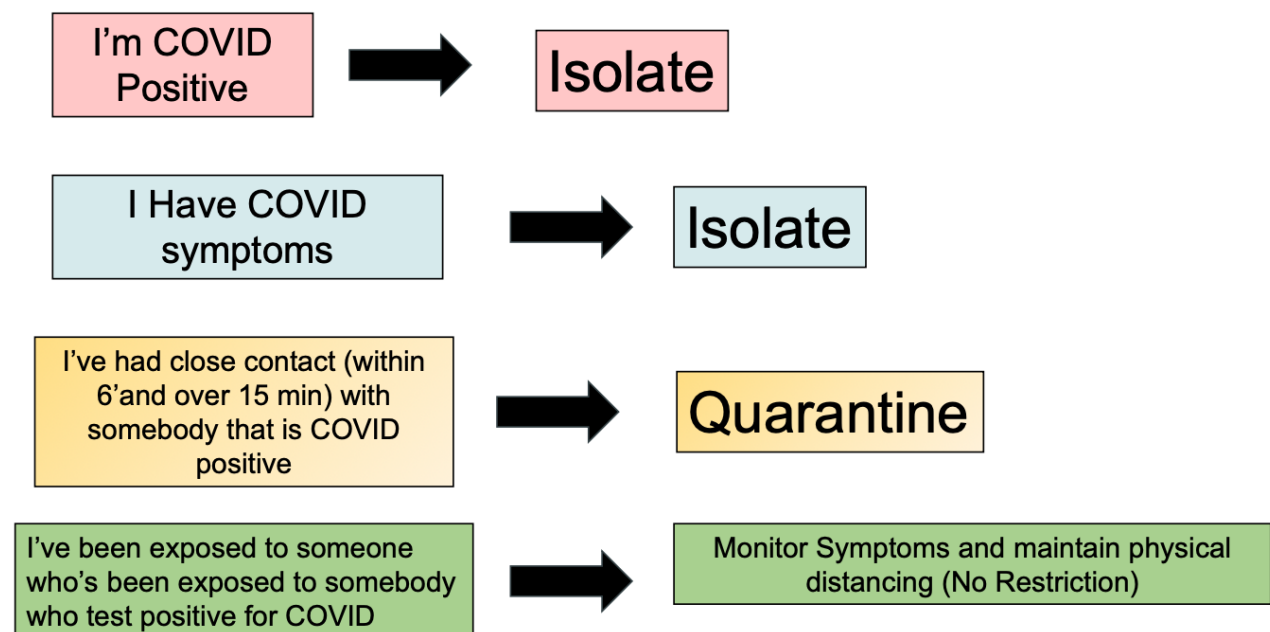 I’m COVID
Positive
Isolate
I Have COVID
symptoms
Isolate
I’ve had close contact (within
6’and over 15 min) with
somebody that is COVID
positive
Quarantine
I’ve been exposed to someone
who’s been exposed to somebody
who test positive for COVID
Monitor Symptoms and maintain physical
distancing (No Restriction)